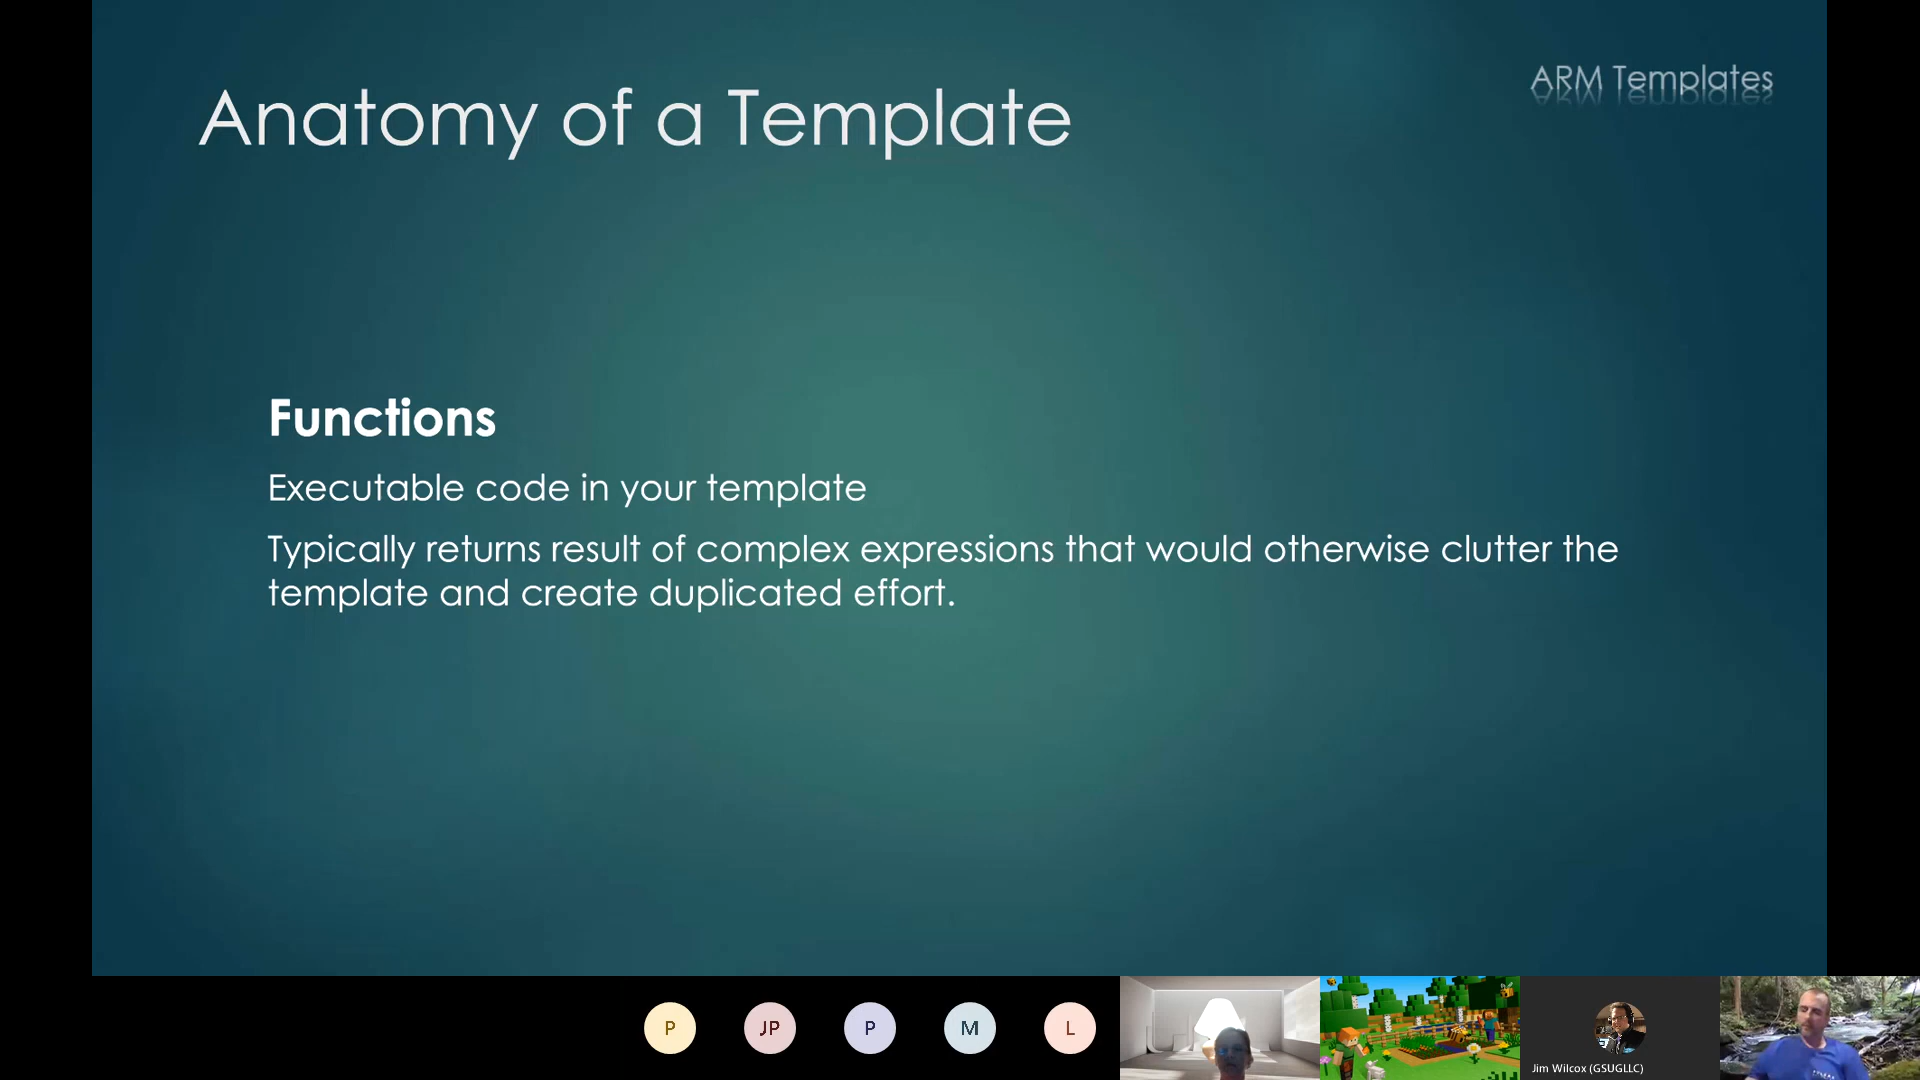 Anatomy of a Template
ARM Templates
Functions
Executable code in your template
Typically returns result of complex expressions that would otherwise clutter the
template and create duplicated effort.
P
JP
P
M
L
Jim Wilcox (GSUGLLC)